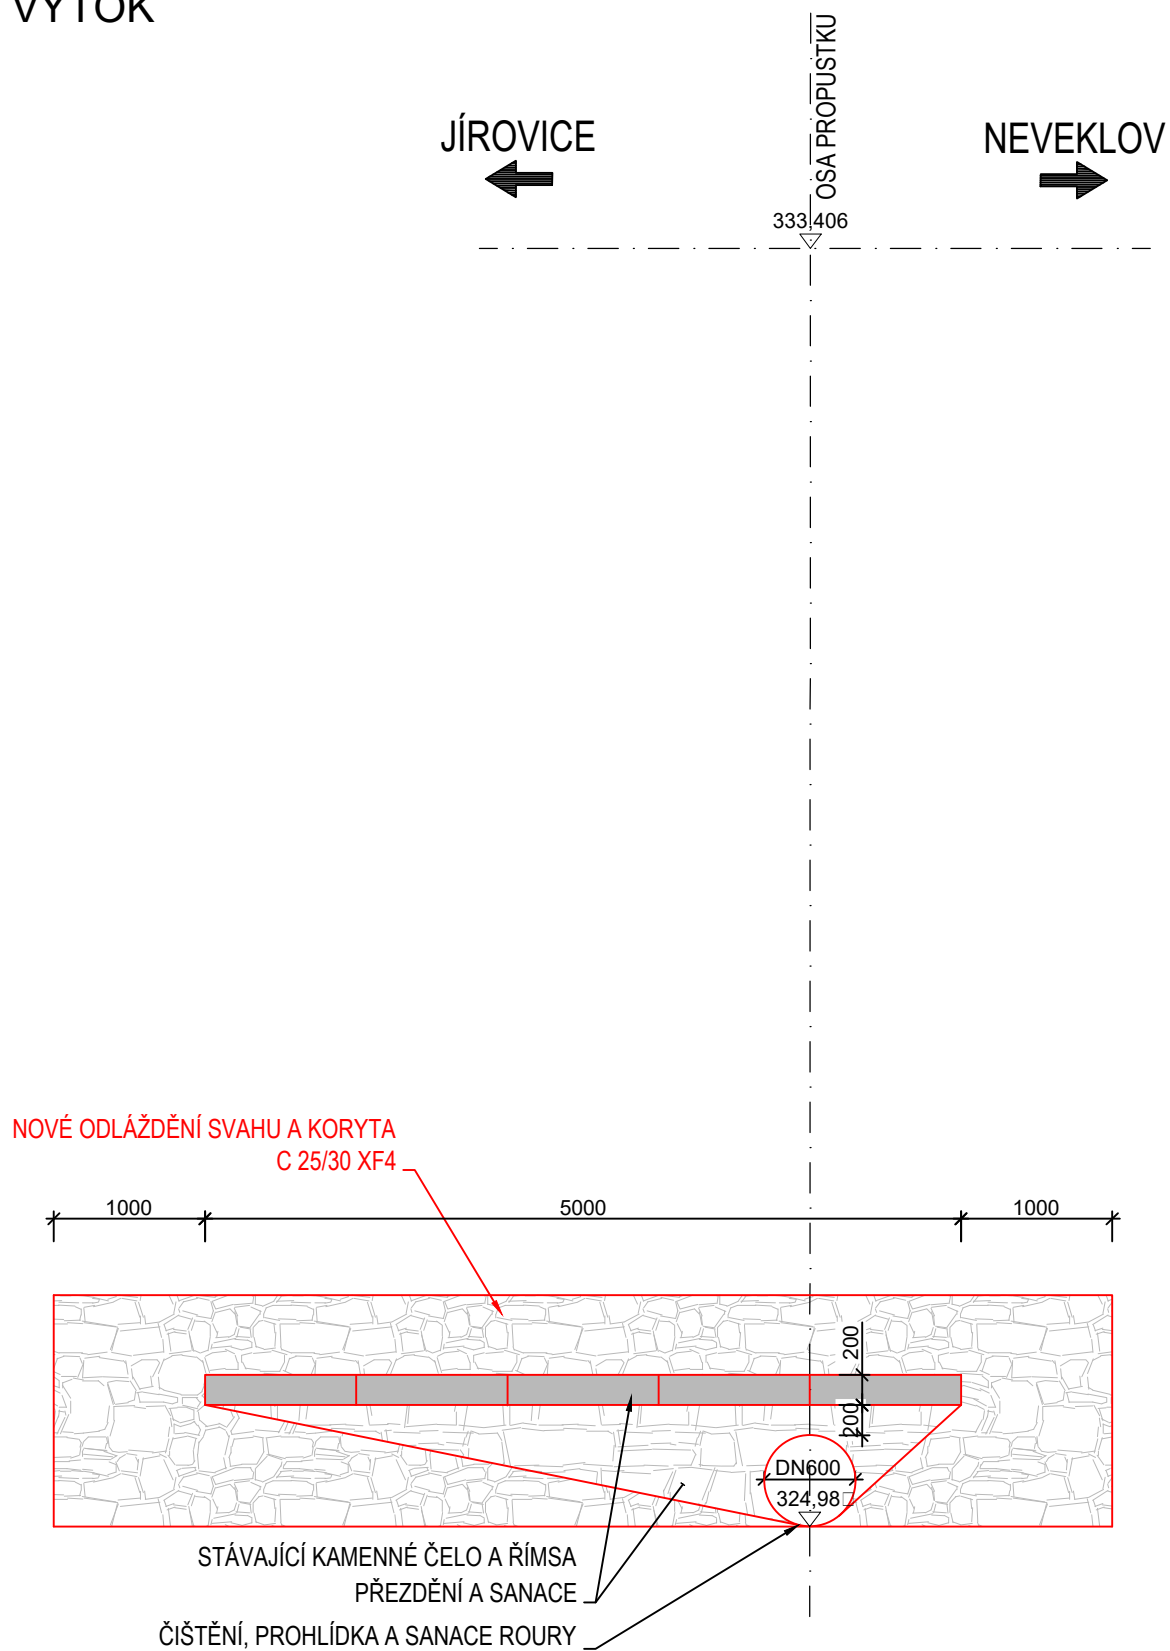 VÝTOK
OSA PROPUSTKU
JÍROVICE
NEVEKLOV
333,406
NOVÉ ODLÁŽDĚNÍ SVAHU A KORYTA
C 25/30 XF4
1000
5000
1000
200
200
DN600
324,98□
STÁVAJÍCÍ KAMENNÉ ČELO A ŘÍMSA
PŘEZDĚNÍ A SANACE
ČIŠTĚNÍ, PROHLÍDKA A SANACE ROURY